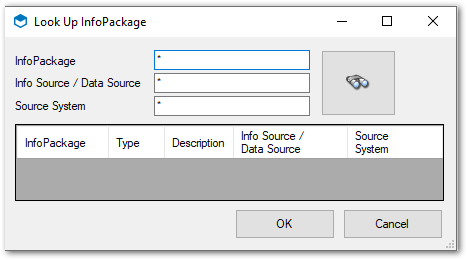 Look Up InfoPackage
InfoPackage *
Info Source / Data Source *
Source System *
InfoPackage Type Description Info Source / Data Source Source System
OK Cancel